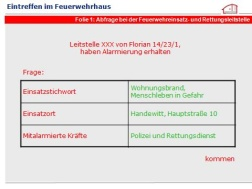 Eintreffen im Feuerwehrhaus
Folie 1: Abfrage bei der Feuerwehreinsatz- und Rettungsleitstelle
Leitstelle XXX von Florian 14/23/1,
haben Alarmierung erhalten
Frage:
Einsatzstichwort
Wohnungsbrand,
Menschleben in Gefahr
Einsatzort
Handewitt, Hauptstraße 10
Mitalarmierte Kräfte
Polizei und Rettungsdienst
kommen